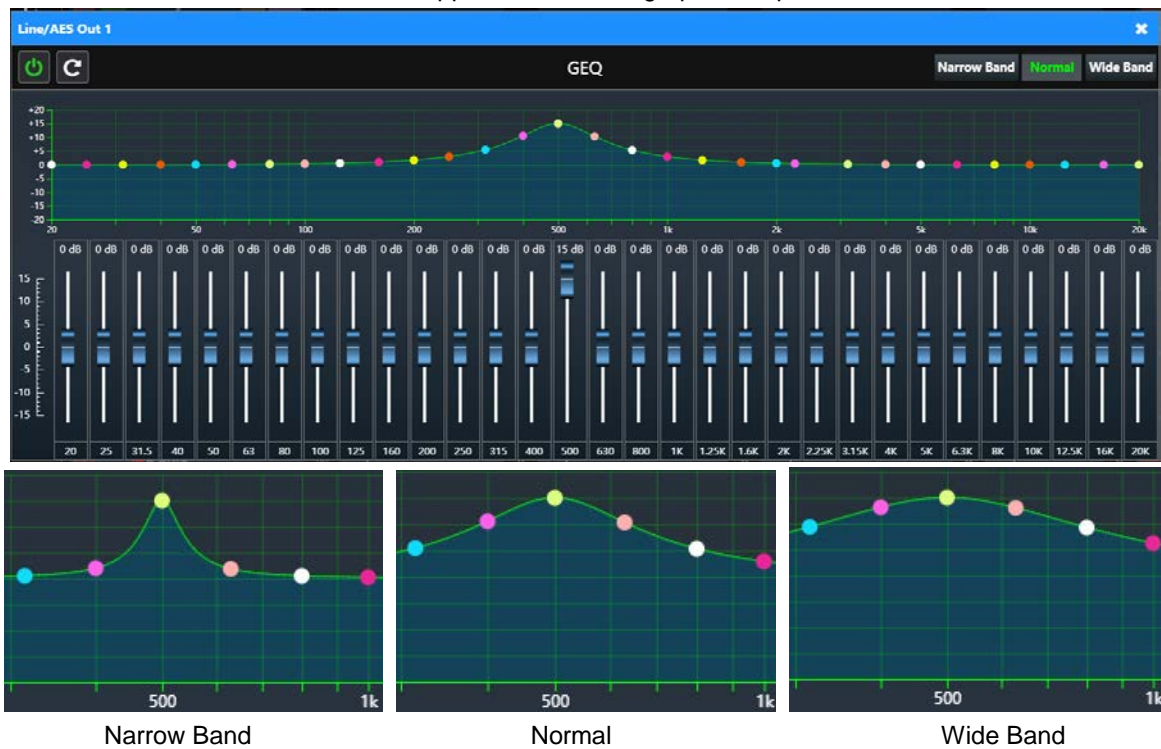 Line/AES Out 1
GEQ
Narrow Band Normal Wide Band
+20
+15
+10
+5
0
-5
-10
-15
-20
20 50 100 200 500 1k 2k 5k 10k 20k
0 dB 0 dB 0 dB 0 dB 0 dB 0 dB 0 dB 0 dB 0 dB 0 dB 0 dB 0 dB 0 dB 0 dB 15 dB 0 dB 0 dB 0 dB 0 dB 0 dB 0 dB 0 dB 0 dB 0 dB 0 dB 0 dB 0 dB 0 dB 0 dB 0 dB 0 dB
15
10
5
0
-5
-10
-15
20 25 31.5 40 50 63 80 100 125 160 200 250 315 400 500 630 800 1K 1.25K 1.6K 2K 2.25K 3.15K 4K 5K 6.3K 8K 10K 12.5K 16K 20K
500 1k
500 1k
500 1k
Narrow Band Normal Wide Band